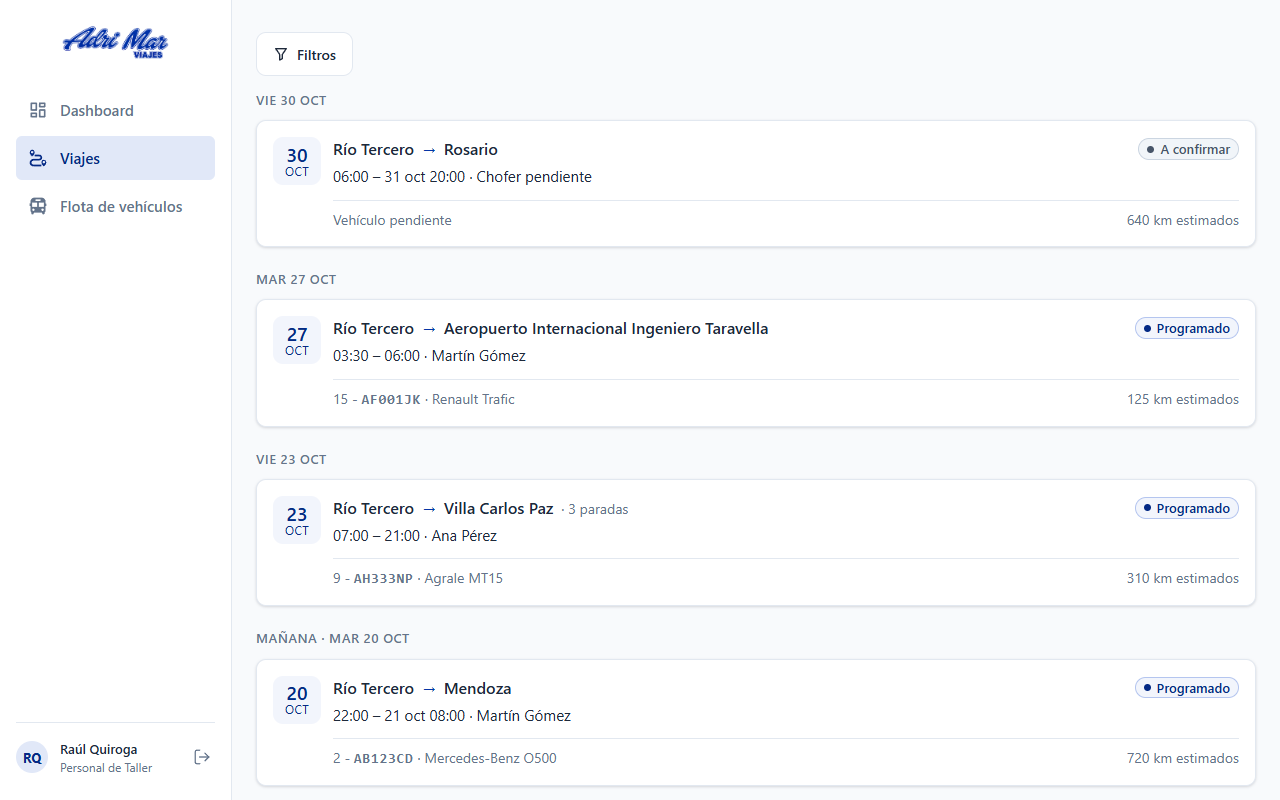 Adri Mar
VIAJES
Dashboard
Viajes
Flota de vehículos
Raúl Quiroga
RQ
Personal de Taller
Filtros
VIE 30 OCT
30
OCT
Río Tercero → Rosario
A confirmar
06:00 – 31 oct 20:00 · Chofer pendiente
Vehículo pendiente
640 km estimados
MAR 27 OCT
27
OCT
Río Tercero → Aeropuerto Internacional Ingeniero Taravella
Programado
03:30 – 06:00 · Martín Gómez
15 - AF001JK · Renault Trafic
125 km estimados
VIE 23 OCT
23
OCT
Río Tercero → Villa Carlos Paz · 3 paradas
Programado
07:00 – 21:00 · Ana Pérez
9 - AH333NP · Agrale MT15
310 km estimados
MAÑANA · MAR 20 OCT
20
OCT
Río Tercero → Mendoza
Programado
22:00 – 21 oct 08:00 · Martín Gómez
2 - AB123CD · Mercedes-Benz O500
720 km estimados